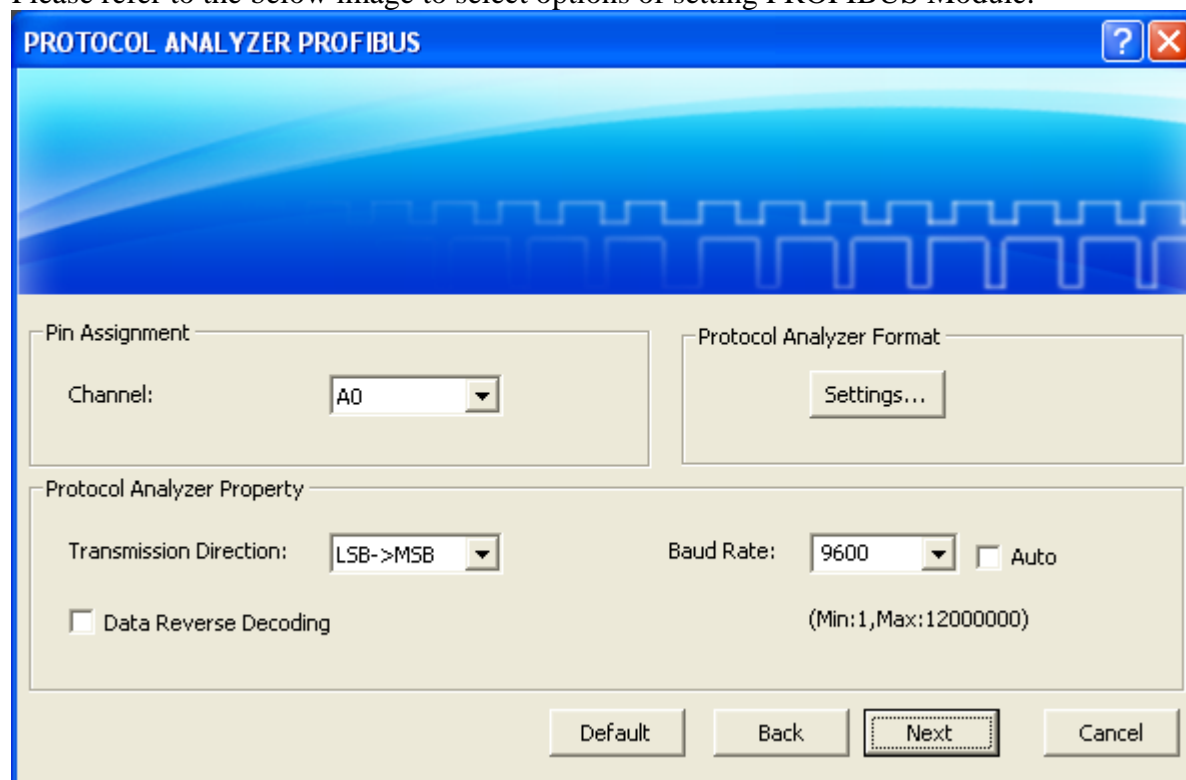 Please refer to the below image to select options of setting PROFIBUS Module.
PROTOCOL ANALYZER PROFIBUS
Pin Assignment
Channel: A0
Protocol Analyzer Format
Settings...
Protocol Analyzer Property
Transmission Direction: LSB->MSB
Baud Rate: 9600 Auto
Data Reverse Decoding
(Min:1,Max:12000000)
Default Back Next Cancel